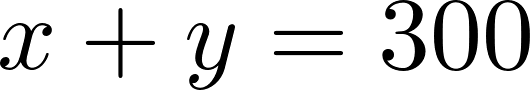 x + y = 300